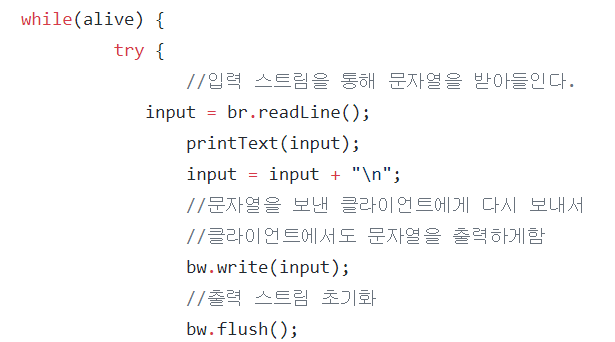 while(alive) {
try {
//입력 스트림을 통해 문자열을 받아들인다.
input = br.readLine();
printText(input);
input = input + "\n";
//문자열을 보낸 클라이언트에게 다시 보내서
//클라이언트에서도 문자열을 출력하게함
bw.write(input);
//출력 스트림 초기화
bw.flush();